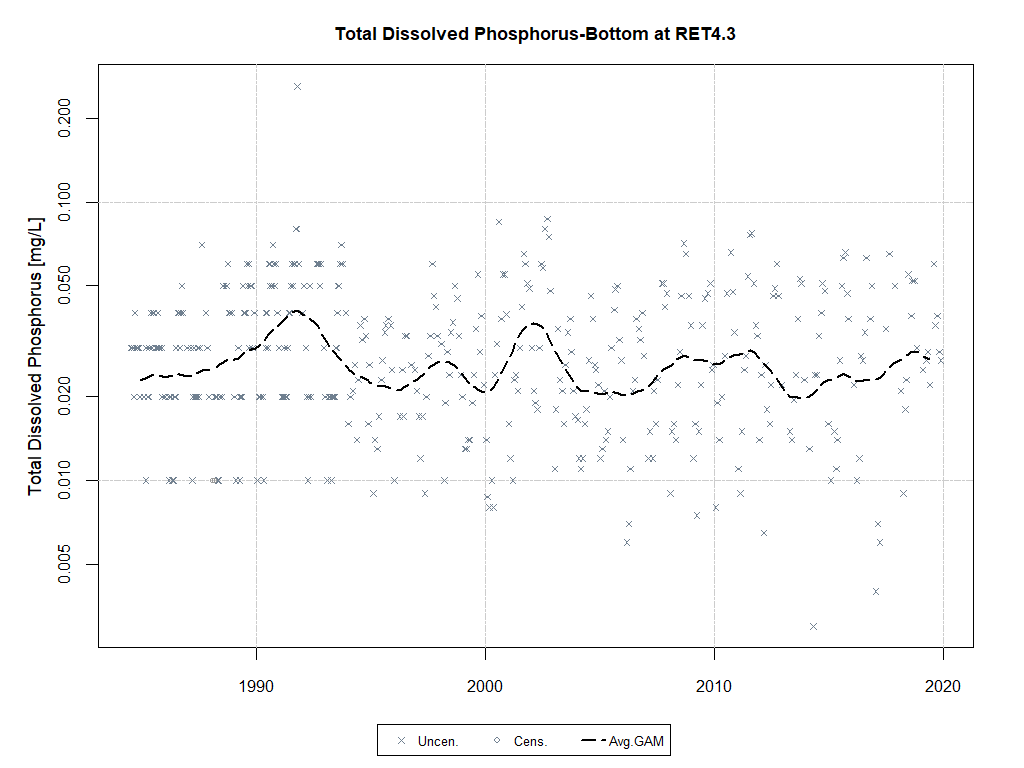 Total Dissolved Phosphorus-Bottom at RET4.3
Total Dissolved Phosphorus [mg/L]
0.200
0.100
0.050
0.020
0.010
0.005
1990 2000 2010 2020
Uncen. Cens. Avg.GAM